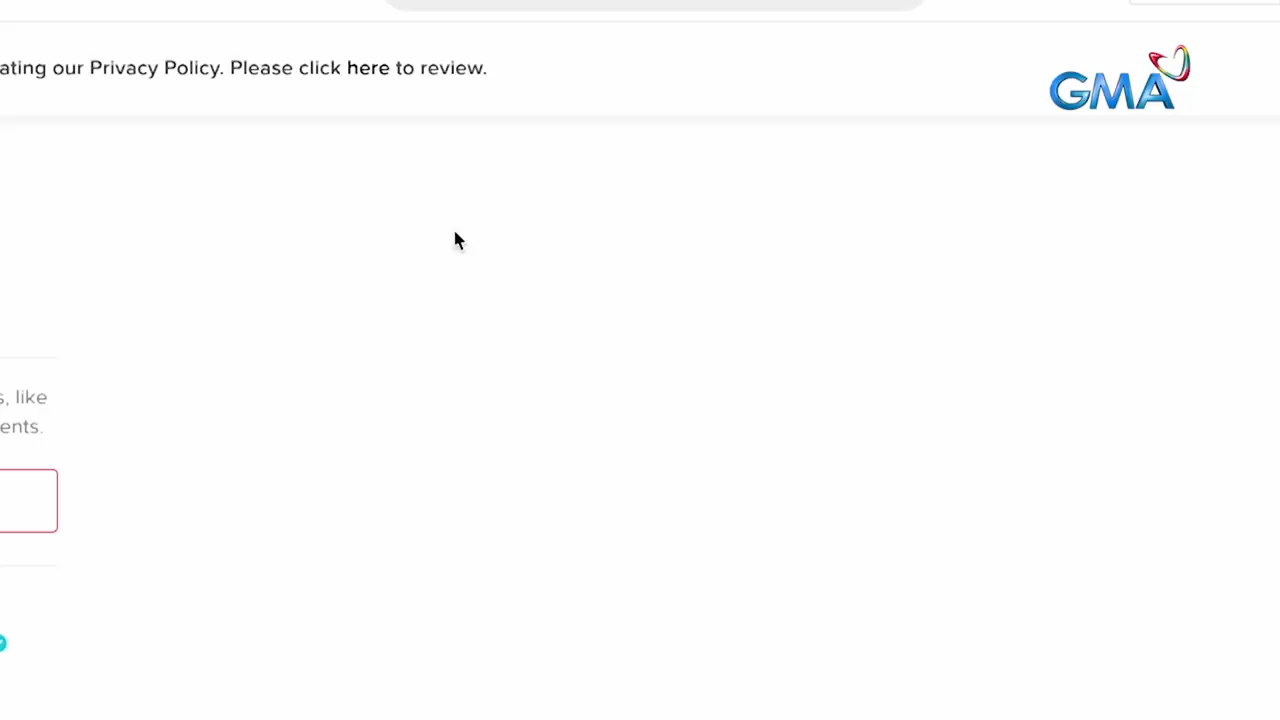 ating our Privacy Policy. Please click here to review.
GMA
s, like
ents.